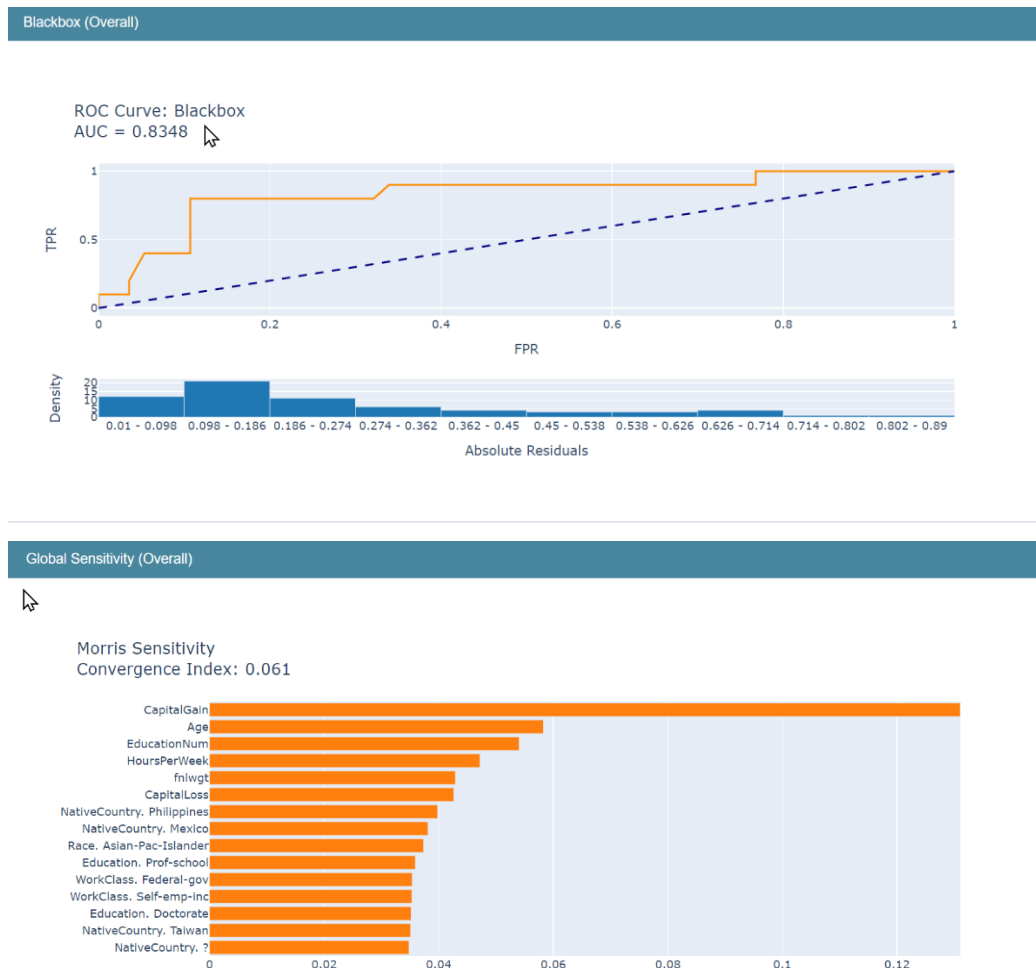 Blackbox (Overall)
ROC Curve: Blackbox
AUC = 0.8348
1
0.5
0
TPR
0 0.2 0.4 0.6 0.8 1
FPR
20
15
10
5
0
Density
0.01 - 0.098 0.098 - 0.186 0.186 - 0.274 0.274 - 0.362 0.362 - 0.45 0.45 - 0.538 0.538 - 0.626 0.626 - 0.714 0.714 - 0.802 0.802 - 0.89
Absolute Residuals
Global Sensitivity (Overall)
Morris Sensitivity
Convergence Index: 0.061
CapitalGain
Age
EducationNum
HoursPerWeek
fnlwgt
CapitalLoss
NativeCountry. Philippines
NativeCountry. Mexico
Race. Asian-Pac-Islander
Education. Prof-school
WorkClass. Federal-gov
WorkClass. Self-emp-inc
Education. Doctorate
NativeCountry. Taiwan
NativeCountry. ?
0 0.02 0.04 0.06 0.08 0.1 0.12